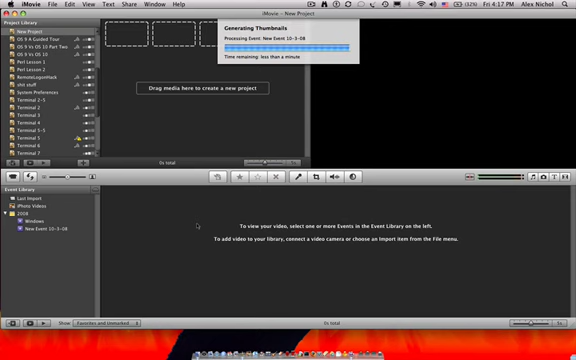 iMovie File Edit View Text Share Window Help
Fri 4:17 PM Alex Nichol
iMovie – New Project
Project Library
New Project
OS 9 A Guided Tour
OS 9 Vs OS 10 Part Two
OS 9 Vs OS 10
Perl Lesson 1
Perl Lesson 2
RemoteLogonHack
shit stuff
System Preferences
Terminal 2-5
Terminal 2
Terminal 3
Terminal 4
Terminal 5-5
Terminal 5
Terminal 6
Terminal 7
Generating Thumbnails
Processing Event: New Event 10-3-08
Time remaining: less than a minute
Drag media here to create a new project
0s total
Event Library
Last Import
iPhoto Videos
2008
Windows
New Event 10-3-08
To view your video, select one or more Events in the Event Library on the left.
To add video to your library, connect a video camera or choose an Import item from the File menu.
Show: Favorites and Unmarked
0s total